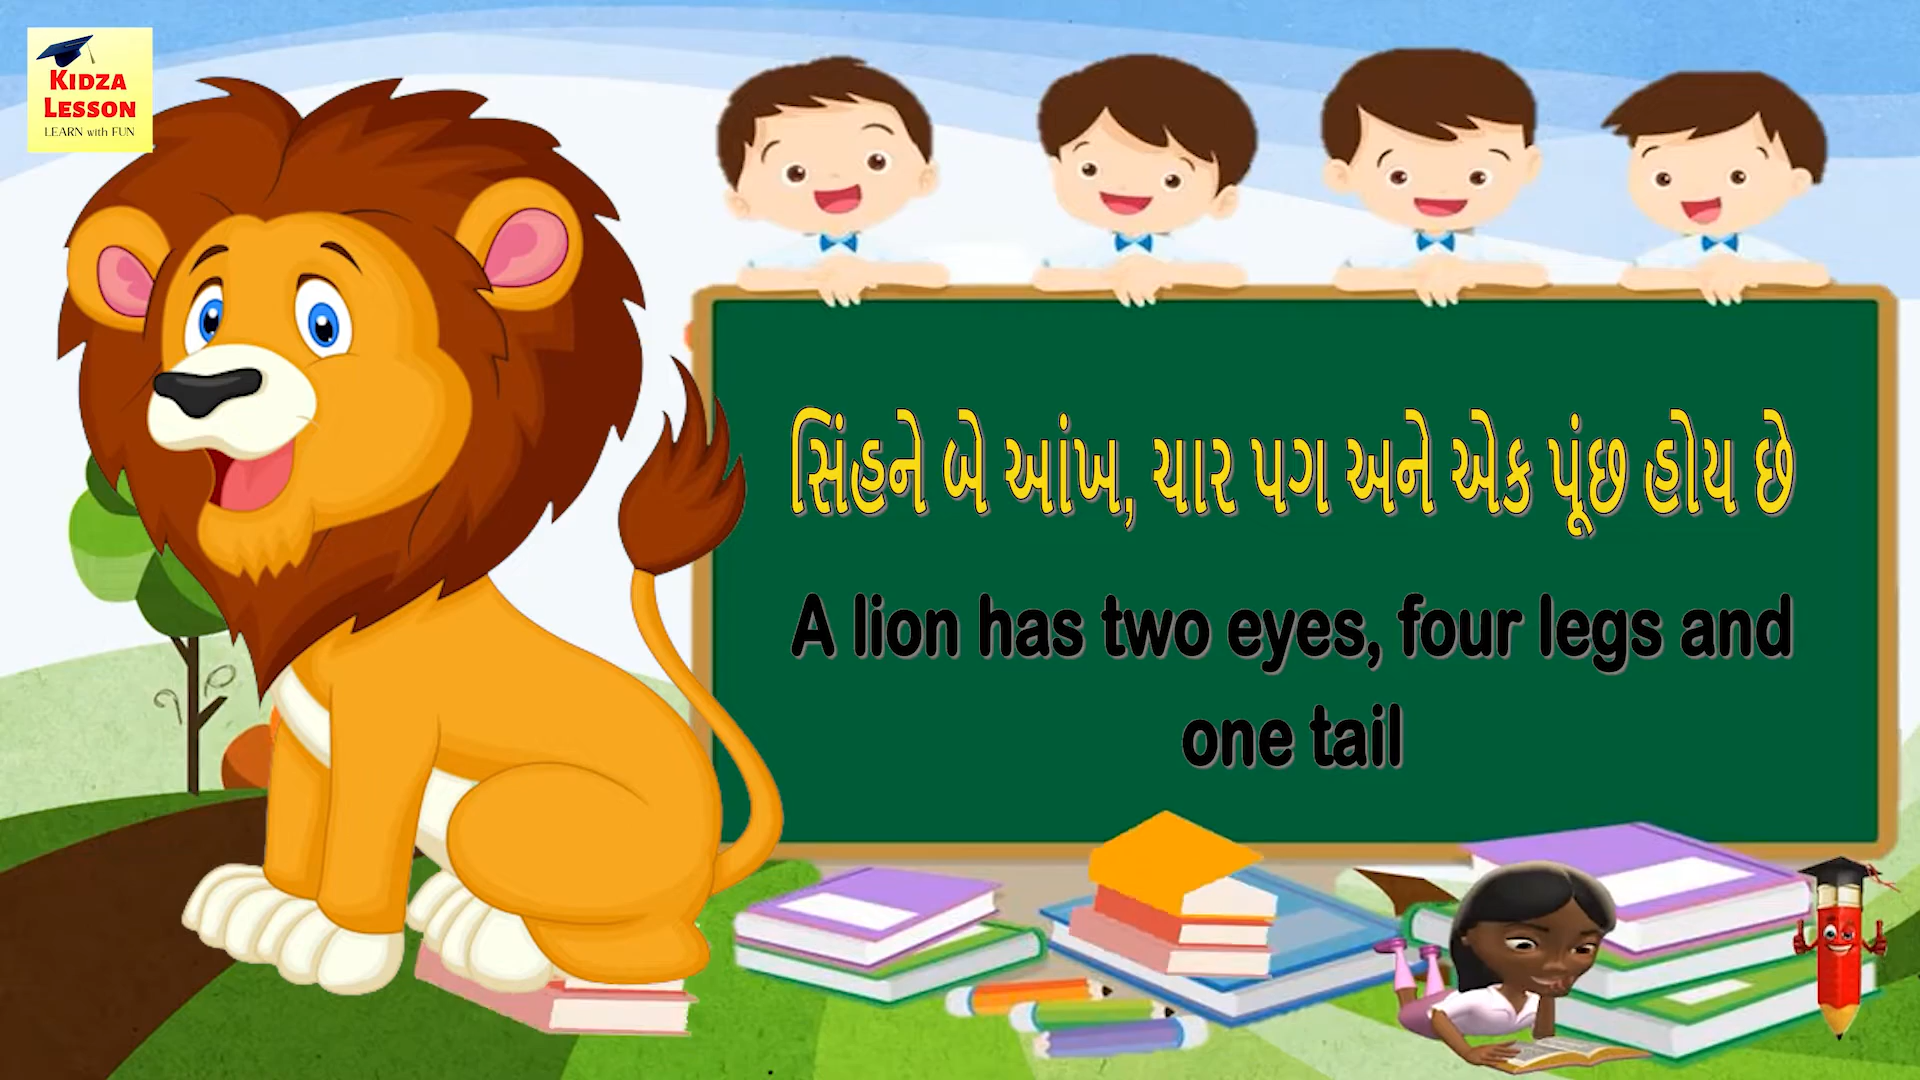 KIDZA
LESSON
LEARN with FUN
સિંહને બે આંખ, ચાર પગ અને એક પૂંછ હોય છે
A lion has two eyes, four legs and
one tail